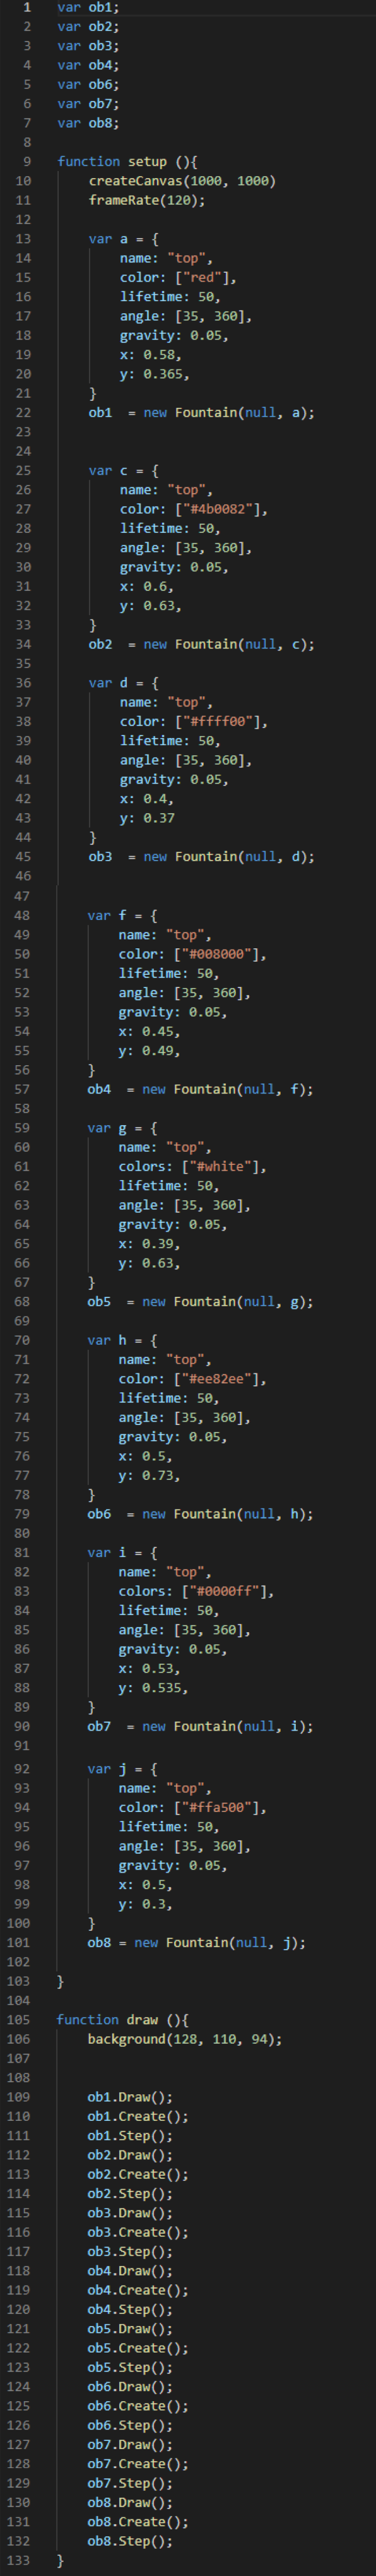 1 var ob1;
2 var ob2;
3 var ob3;
4 var ob4;
5 var ob6;
6 var ob7;
7 var ob8;
8
9 function setup (){
10 createCanvas(1000, 1000)
11 frameRate(120);
12
13 var a = {
14 name: "top",
15 color: ["red"],
16 lifetime: 50,
17 angle: [35, 360],
18 gravity: 0.05,
19 x: 0.58,
20 y: 0.365,
21 }
22 ob1  = new Fountain(null, a);
23
24
25 var c = {
26 name: "top",
27 color: ["#4b0082"],
28 lifetime: 50,
29 angle: [35, 360],
30 gravity: 0.05,
31 x: 0.6,
32 y: 0.63,
33 }
34 ob2  = new Fountain(null, c);
35
36 var d = {
37 name: "top",
38 color: ["#ffff00"],
39 lifetime: 50,
40 angle: [35, 360],
41 gravity: 0.05,
42 x: 0.4,
43 y: 0.37
44 }
45 ob3  = new Fountain(null, d);
46
47
48 var f = {
49 name: "top",
50 color: ["#008000"],
51 lifetime: 50,
52 angle: [35, 360],
53 gravity: 0.05,
54 x: 0.45,
55 y: 0.49,
56 }
57 ob4  = new Fountain(null, f);
58
59 var g = {
60 name: "top",
61 colors: ["#white"],
62 lifetime: 50,
63 angle: [35, 360],
64 gravity: 0.05,
65 x: 0.39,
66 y: 0.63,
67 }
68 ob5  = new Fountain(null, g);
69
70 var h = {
71 name: "top",
72 color: ["#ee82ee"],
73 lifetime: 50,
74 angle: [35, 360],
75 gravity: 0.05,
76 x: 0.5,
77 y: 0.73,
78 }
79 ob6  = new Fountain(null, h);
80
81 var i = {
82 name: "top",
83 colors: ["#0000ff"],
84 lifetime: 50,
85 angle: [35, 360],
86 gravity: 0.05,
87 x: 0.53,
88 y: 0.535,
89 }
90 ob7  = new Fountain(null, i);
91
92 var j = {
93 name: "top",
94 color: ["#ffa500"],
95 lifetime: 50,
96 angle: [35, 360],
97 gravity: 0.05,
98 x: 0.5,
99 y: 0.3,
100 }
101 ob8 = new Fountain(null, j);
102
103 }
104
105 function draw (){
106 background(128, 110, 94);
107
108
109 ob1.Draw();
110 ob1.Create();
111 ob1.Step();
112 ob2.Draw();
113 ob2.Create();
114 ob2.Step();
115 ob3.Draw();
116 ob3.Create();
117 ob3.Step();
118 ob4.Draw();
119 ob4.Create();
120 ob4.Step();
121 ob5.Draw();
122 ob5.Create();
123 ob5.Step();
124 ob6.Draw();
125 ob6.Create();
126 ob6.Step();
127 ob7.Draw();
128 ob7.Create();
129 ob7.Step();
130 ob8.Draw();
131 ob8.Create();
132 ob8.Step();
133 }